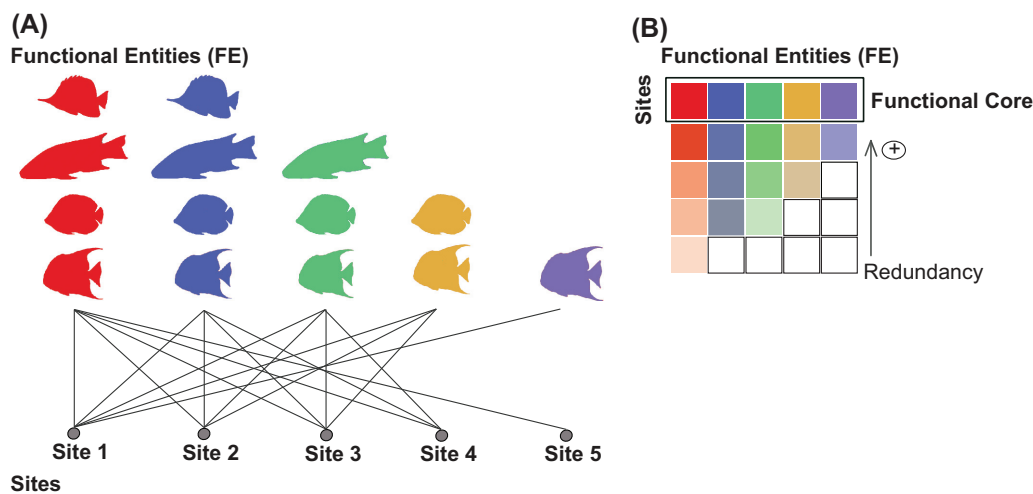 (A)
Functional Entities (FE)
Site 1
Site 2
Site 3
Site 4
Site 5
Sites
(B)
Functional Entities (FE)
Sites
Functional Core
+
Redundancy